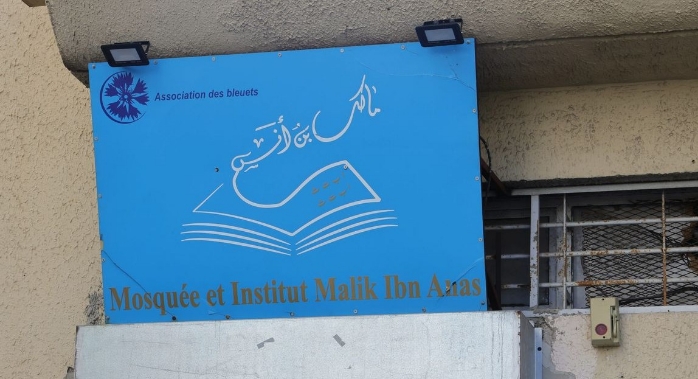 Association des bleuets
مالك بن أنس
Mosquée et Institut Malik Ibn Anas